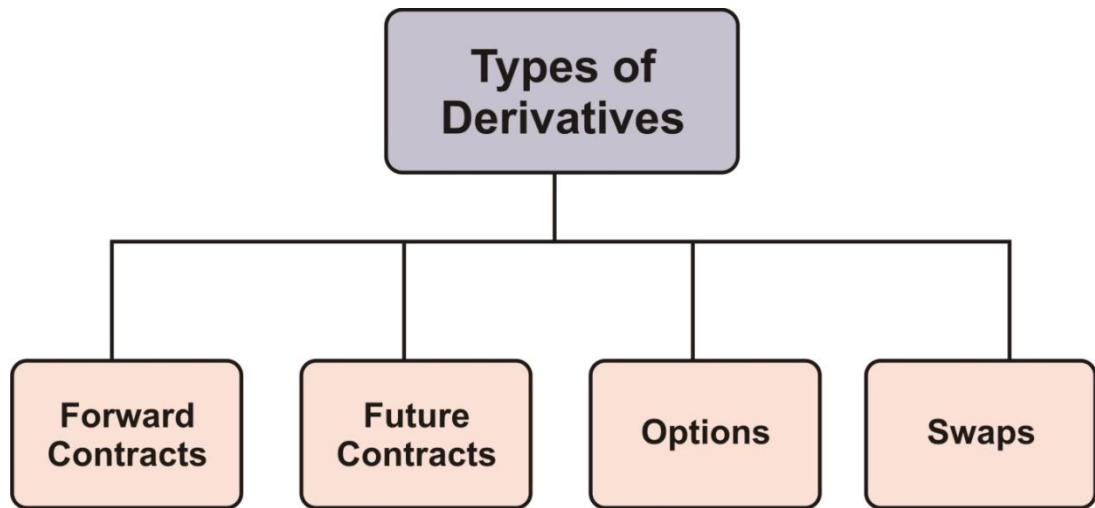 Types of
Derivatives
Forward
Contracts
Future
Contracts
Options
Swaps